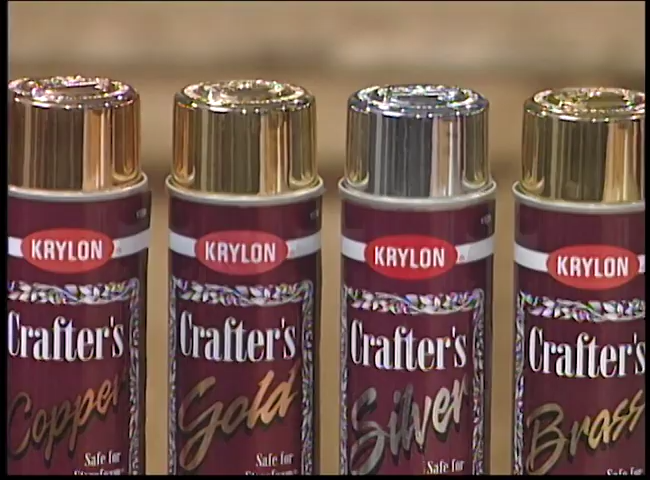 KRYLON
Crafter's
Copper
Safe for
Styrofoam
KRYLON
Crafter's
Gold
Safe for
KRYLON
Crafter's
Silver
Safe for
KRYLON
Crafter's
Brass
Safe for